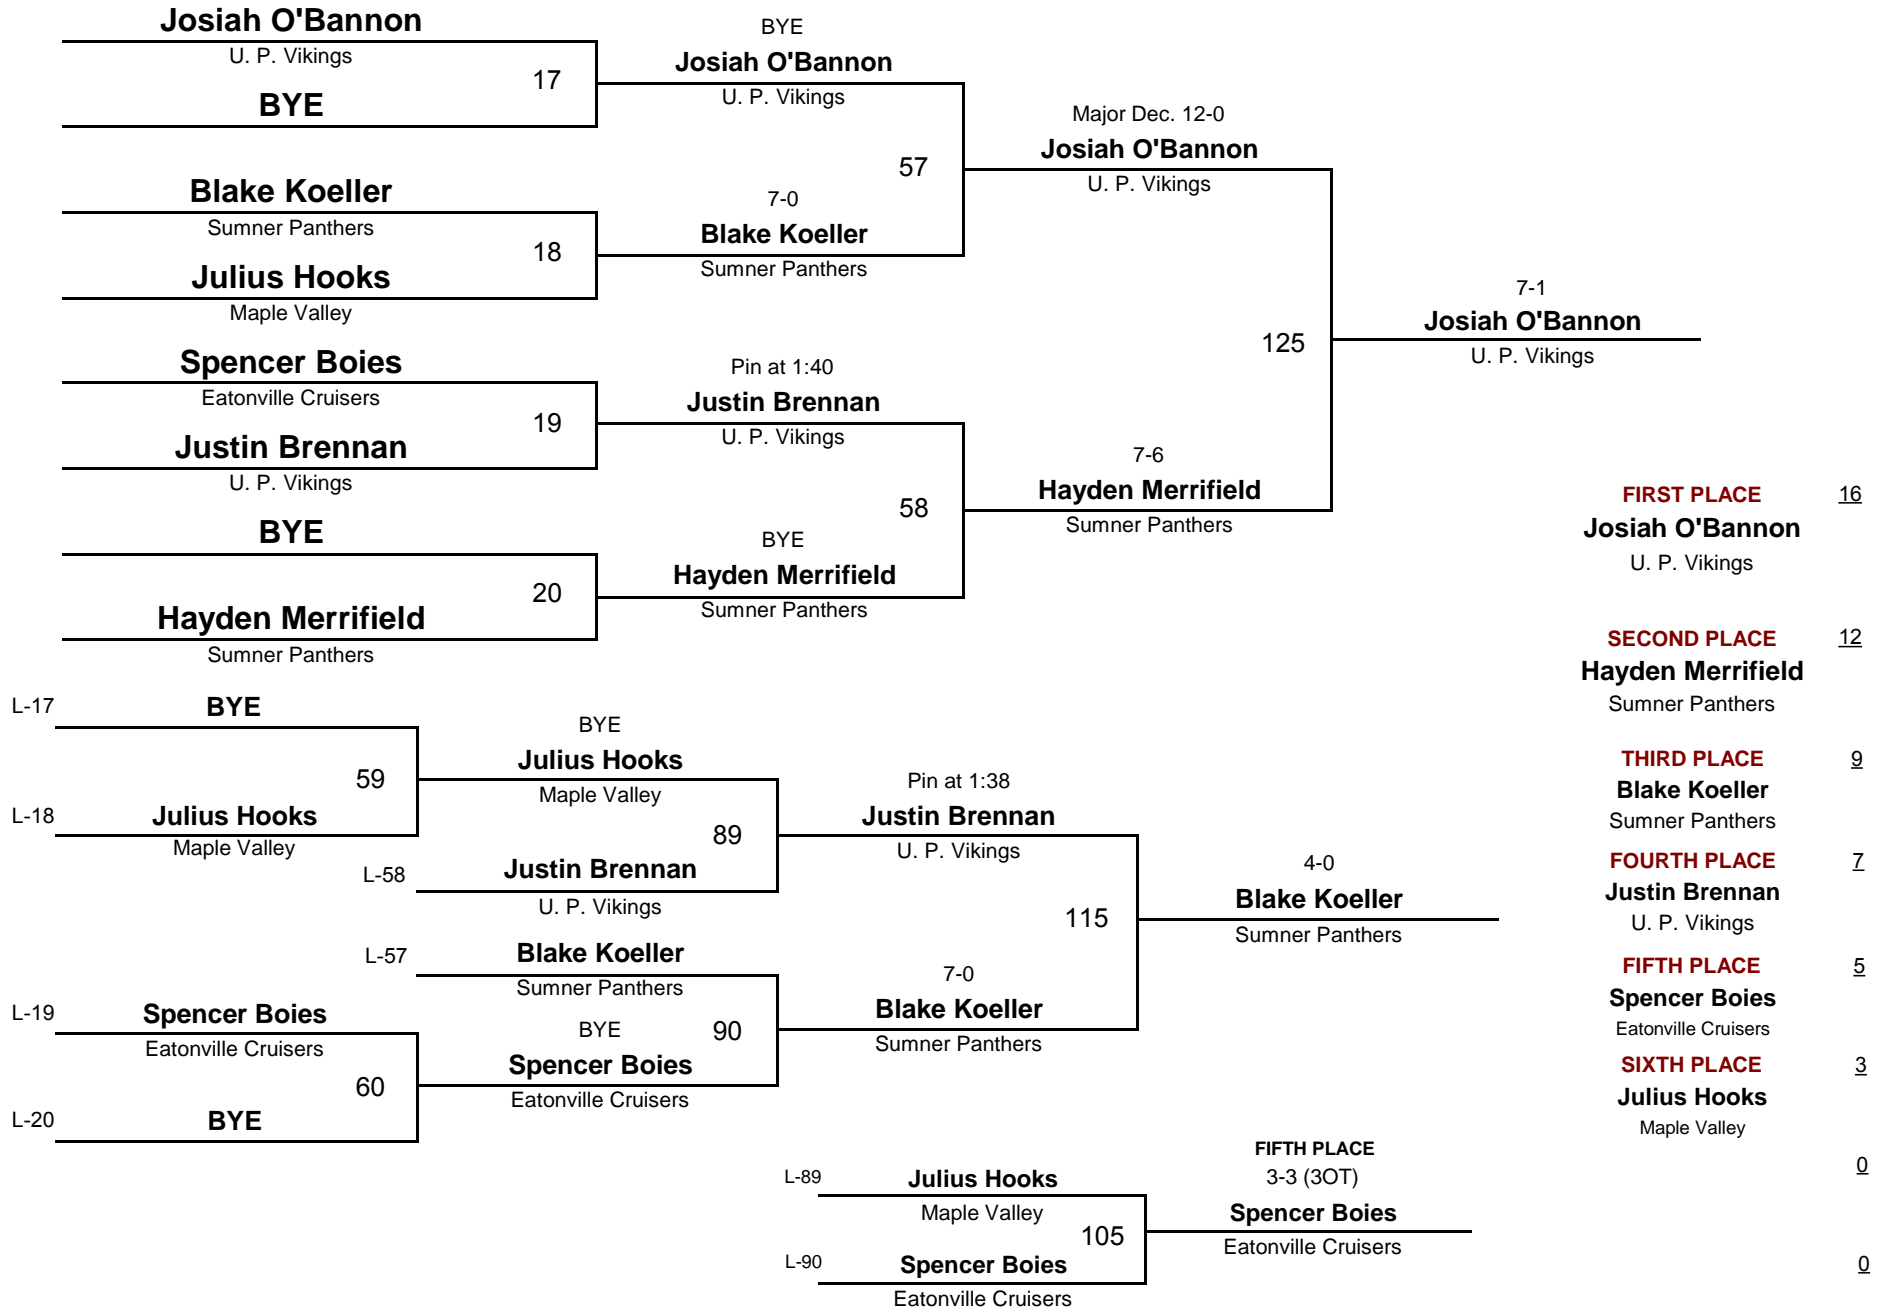 Josiah O'Bannon
U. P. Vikings
17
BYE
BYE
Josiah O'Bannon
U. P. Vikings
Blake Koeller
Sumner Panthers
18
Julius Hooks
Maple Valley
7-0
Blake Koeller
Sumner Panthers
57
Major Dec. 12-0
Josiah O'Bannon
U. P. Vikings
Spencer Boies
Eatonville Cruisers
19
Justin Brennan
U. P. Vikings
Pin at 1:40
Justin Brennan
U. P. Vikings
BYE
20
Hayden Merrifield
Sumner Panthers
BYE
Hayden Merrifield
Sumner Panthers
58
7-6
Hayden Merrifield
Sumner Panthers
125
7-1
Josiah O'Bannon
U. P. Vikings
FIRST PLACE 16
Josiah O'Bannon
U. P. Vikings
SECOND PLACE 12
Hayden Merrifield
Sumner Panthers
THIRD PLACE 9
Blake Koeller
Sumner Panthers
FOURTH PLACE 7
Justin Brennan
U. P. Vikings
FIFTH PLACE 5
Spencer Boies
Eatonville Cruisers
SIXTH PLACE 3
Julius Hooks
Maple Valley
0
0
L-17 BYE
59
L-18 Julius Hooks
Maple Valley
BYE
Julius Hooks
Maple Valley
89
L-58 Justin Brennan
U. P. Vikings
Pin at 1:38
Justin Brennan
U. P. Vikings
L-57 Blake Koeller
Sumner Panthers
L-19 Spencer Boies
Eatonville Cruisers
60
L-20 BYE
BYE
90
Spencer Boies
Eatonville Cruisers
7-0
Blake Koeller
Sumner Panthers
115
4-0
Blake Koeller
Sumner Panthers
L-89 Julius Hooks
Maple Valley
105
L-90 Spencer Boies
Eatonville Cruisers
FIFTH PLACE
3-3 (3OT)
Spencer Boies
Eatonville Cruisers